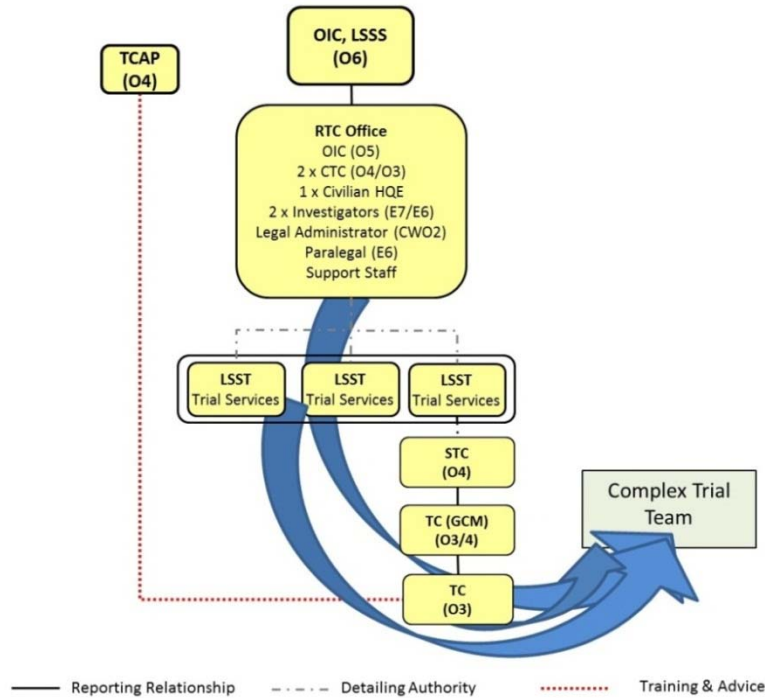 OIC, LSSS
(O6)
TCAP
(O4)
RTC Office
OIC (O5)
2 x CTC (O4/O3)
1 x Civilian HQE
2 x Investigators (E7/E6)
Legal Administrator (CWO2)
Paralegal (E6)
Support Staff
LSST
Trial Services
LSST
Trial Services
LSST
Trial Services
STC
(O4)
TC (GCM)
(O3/4)
TC
(O3)
Complex Trial
Team
Reporting Relationship
Detailing Authority
Training & Advice